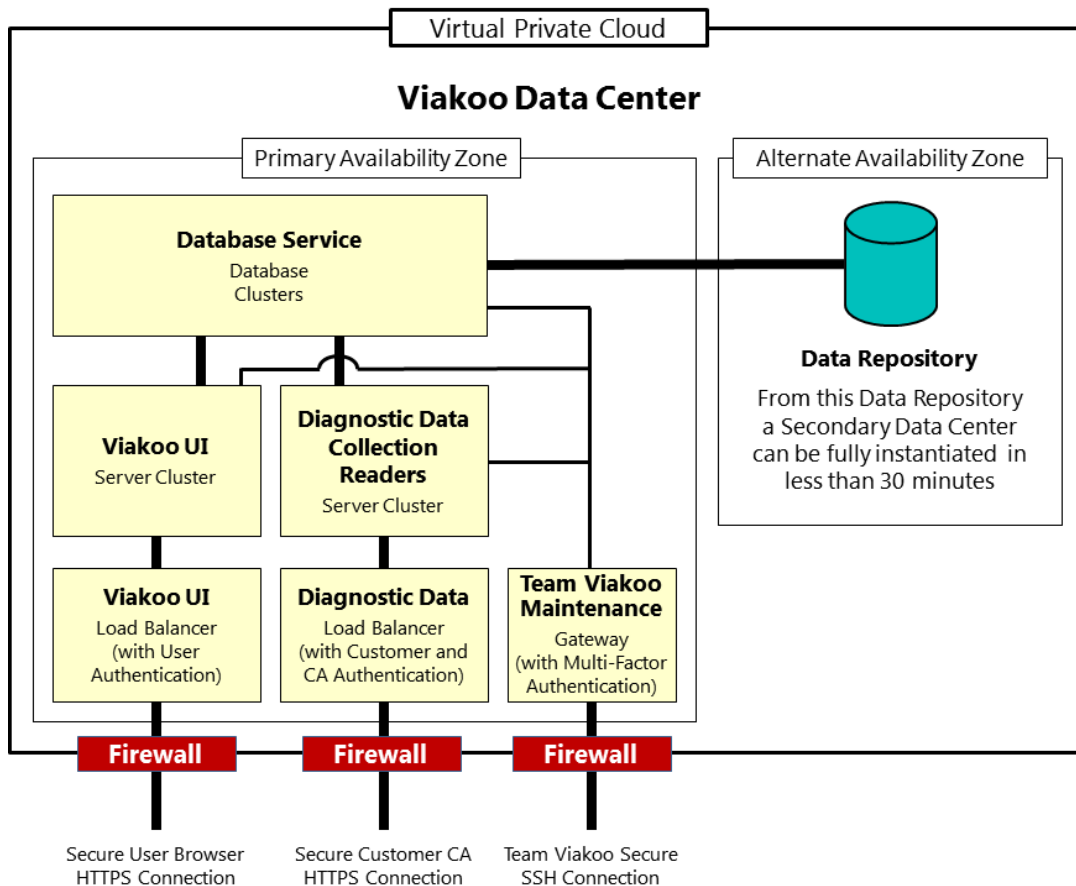 Virtual Private Cloud
Viakoo Data Center
Primary Availability Zone
Alternate Availability Zone
Database Service
Database
Clusters
Data Repository
From this Data Repository
a Secondary Data Center
can be fully instantiated in
less than 30 minutes
Viakoo UI
Server Cluster
Diagnostic Data
Collection
Readers
Server Cluster
Viakoo UI
Load Balancer
(with User
Authentication)
Diagnostic Data
Load Balancer
(with Customer and
CA Authentication)
Team Viakoo
Maintenance
Gateway
(with Multi-Factor
Authentication)
Firewall
Firewall
Firewall
Secure User Browser
HTTPS Connection
Secure Customer CA
HTTPS Connection
Team Viakoo Secure
SSH Connection